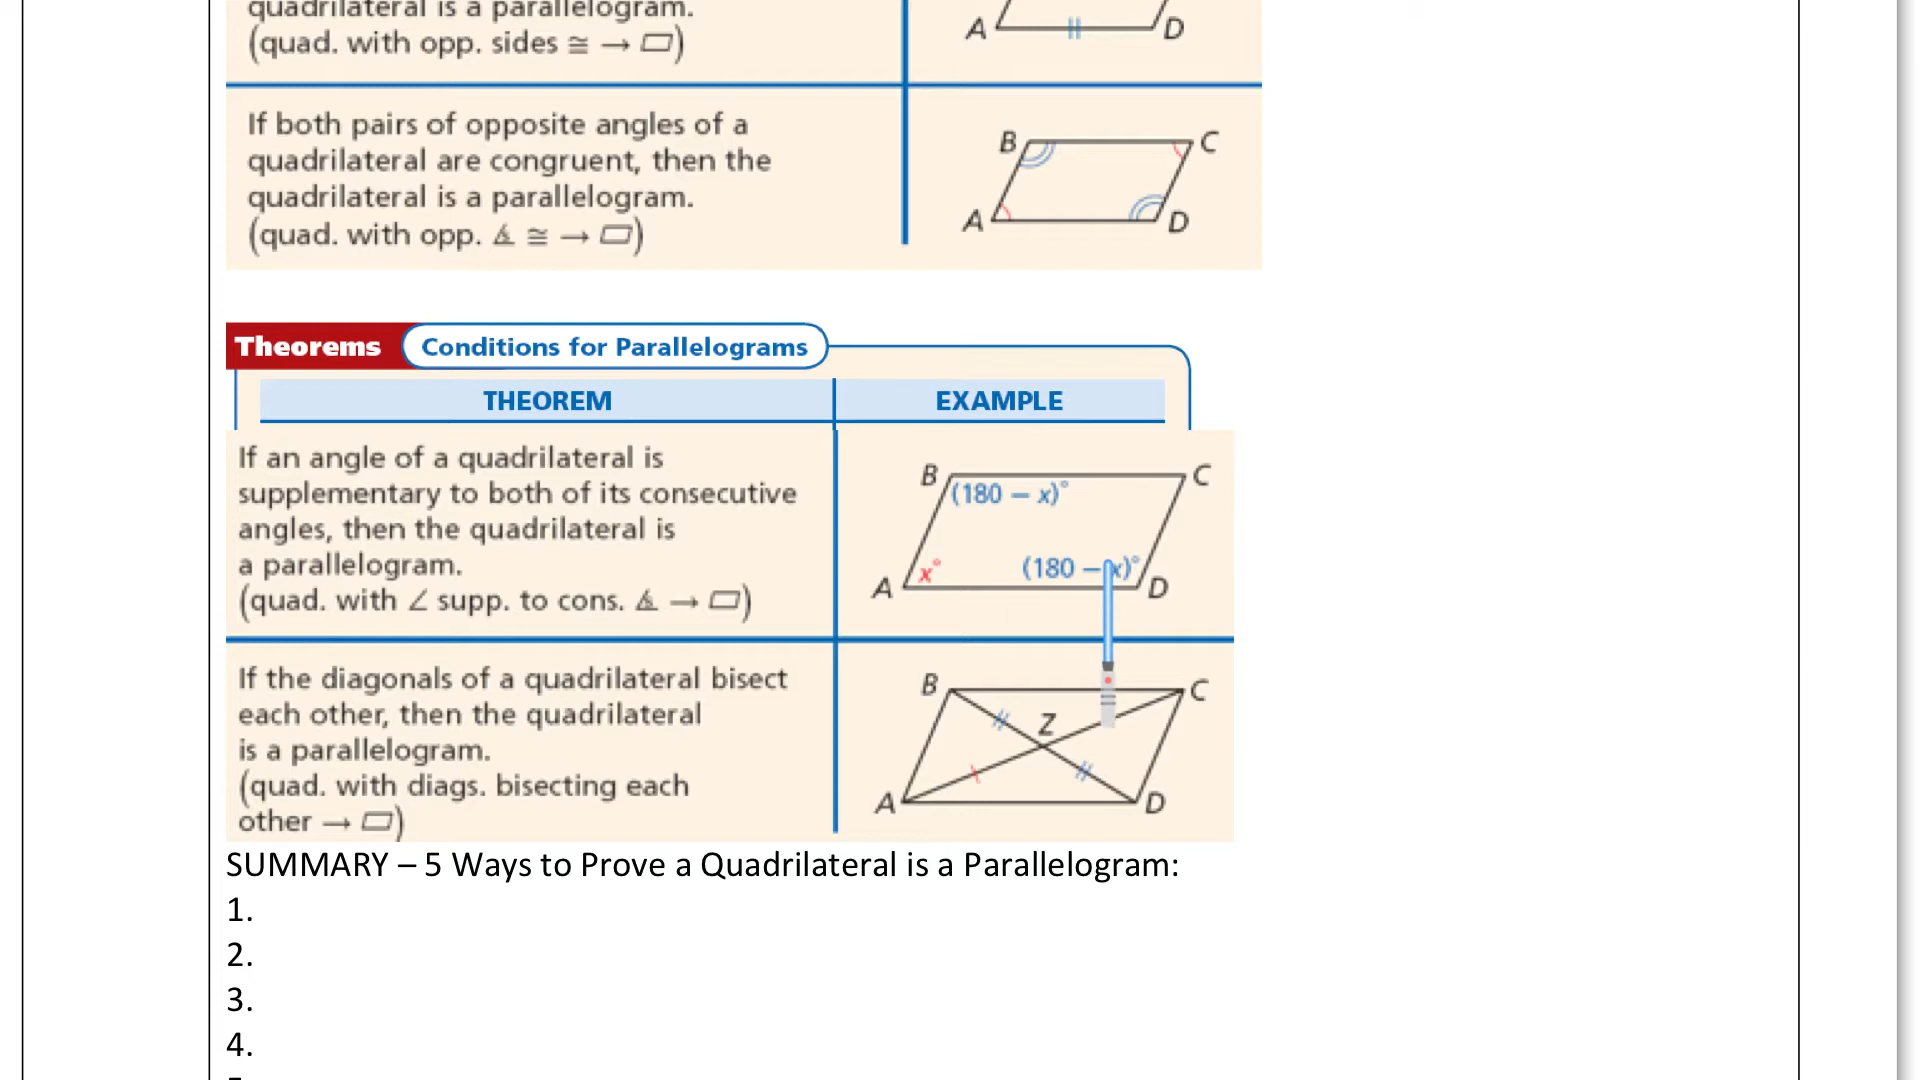 quadrilateral is a parallelogram.
(quad. with opp. sides ≅ → ▱)
A D
If both pairs of opposite angles of a
quadrilateral are congruent, then the
quadrilateral is a parallelogram.
(quad. with opp. ∡ ≅ → ▱)
B C
A D
Theorems Conditions for Parallelograms
THEOREM EXAMPLE
If an angle of a quadrilateral is
supplementary to both of its consecutive
angles, then the quadrilateral is
a parallelogram.
(quad. with ∠ supp. to cons. ∡ → ▱)
B C
(180 − x)°
x° (180 − x)°
A D
If the diagonals of a quadrilateral bisect
each other, then the quadrilateral
is a parallelogram.
(quad. with diags. bisecting each
other → ▱)
B C
Z
A D
SUMMARY – 5 Ways to Prove a Quadrilateral is a Parallelogram:
1.
2.
3.
4.